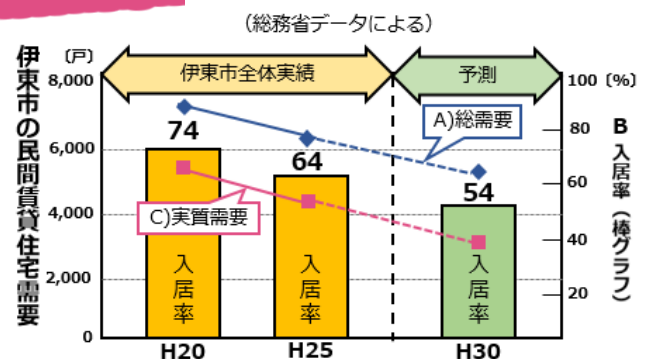 （総務省データによる）
伊東市の民間賃貸住宅需要
〔戸〕
伊東市全体実績
予測
8,000
6,000
4,000
2,000
0
100〔%〕
80
60
40
20
B 入居率（棒グラフ）
A)総需要
C)実質需要
74
64
54
入居率
入居率
入居率
H20
H25
H30